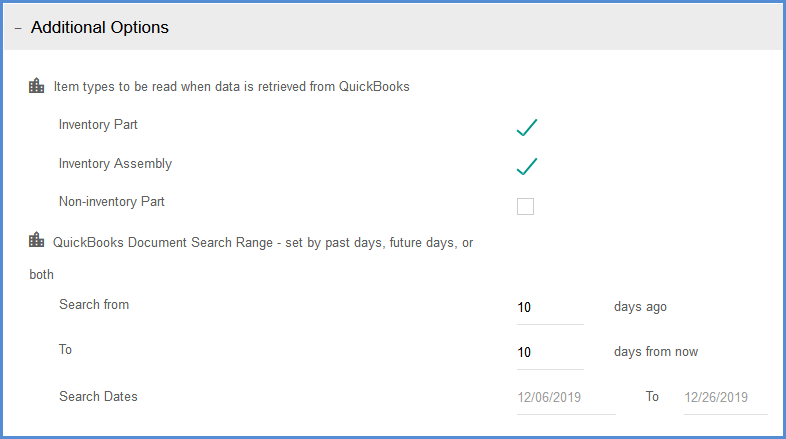 − Additional Options
Item types to be read when data is retrieved from QuickBooks
Inventory Part
Inventory Assembly
Non-inventory Part
QuickBooks Document Search Range - set by past days, future days, or
both
Search from 10 days ago
To 10 days from now
Search Dates 12/06/2019 To 12/26/2019